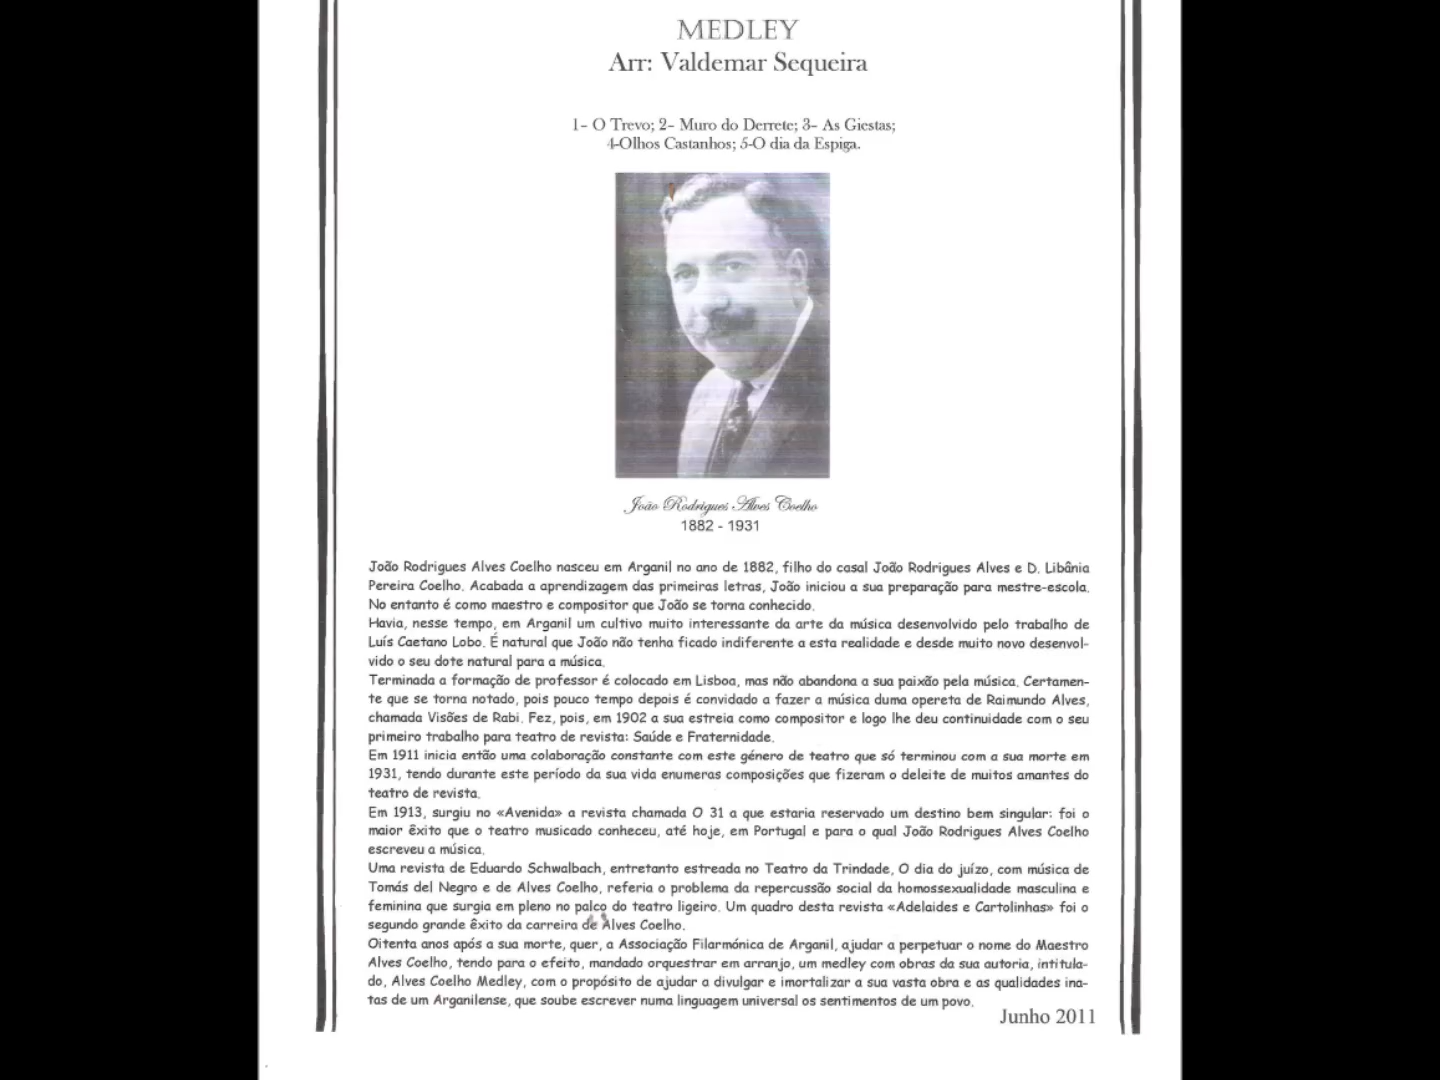 MEDLEY
Arr: Valdemar Sequeira
1- O Trevo; 2- Muro do Derrete; 3- As Giestas;
4-Olhos Castanhos; 5-O dia da Espiga.
João Rodrigues Alves Coelho
1882 - 1931
João Rodrigues Alves Coelho nasceu em Arganil no ano de 1882, filho do casal João Rodrigues Alves e D. Libânia
Pereira Coelho. Acabada a aprendizagem das primeiras letras, João iniciou a sua preparação para mestre-escola.
No entanto é como maestro e compositor que João se torna conhecido.
Havia, nesse tempo, em Arganil um cultivo muito interessante da arte da música desenvolvido pelo trabalho de
Luís Caetano Lobo. É natural que João não tenha ficado indiferente a esta realidade e desde muito novo desenvol-
vido o seu dote natural para a música.
Terminada a formação de professor é colocado em Lisboa, mas não abandona a sua paixão pela música. Certamen-
te que se torna notado, pois pouco tempo depois é convidado a fazer a música duma opereta de Raimundo Alves,
chamada Visões de Rabi. Fez, pois, em 1902 a sua estreia como compositor e logo lhe deu continuidade com o seu
primeiro trabalho para teatro de revista: Saúde e Fraternidade.
Em 1911 inicia então uma colaboração constante com este género de teatro que só terminou com a sua morte em
1931, tendo durante este período da sua vida enumeras composições que fizeram o deleite de muitos amantes do
teatro de revista.
Em 1913, surgiu no «Avenida» a revista chamada O 31 a que estaria reservado um destino bem singular: foi o
maior êxito que o teatro musicado conheceu, até hoje, em Portugal e para o qual João Rodrigues Alves Coelho
escreveu a música.
Uma revista de Eduardo Schwalbach, entretanto estreada no Teatro da Trindade, O dia do juízo, com música de
Tomás del Negro e de Alves Coelho, referia o problema da repercussão social da homossexualidade masculina e
feminina que surgia em pleno no palco do teatro ligeiro. Um quadro desta revista «Adelaides e Cartolinhas» foi o
segundo grande êxito da carreira de Alves Coelho.
Oitenta anos após a sua morte, quer, a Associação Filarmónica de Arganil, ajudar a perpetuar o nome do Maestro
Alves Coelho, tendo para o efeito, mandado orquestrar em arranjo, um medley com obras da sua autoria, intitula-
do, Alves Coelho Medley, com o propósito de ajudar a divulgar e imortalizar a sua vasta obra e as qualidades ina-
tas de um Arganilense, que soube escrever numa linguagem universal os sentimentos de um povo.
Junho 2011